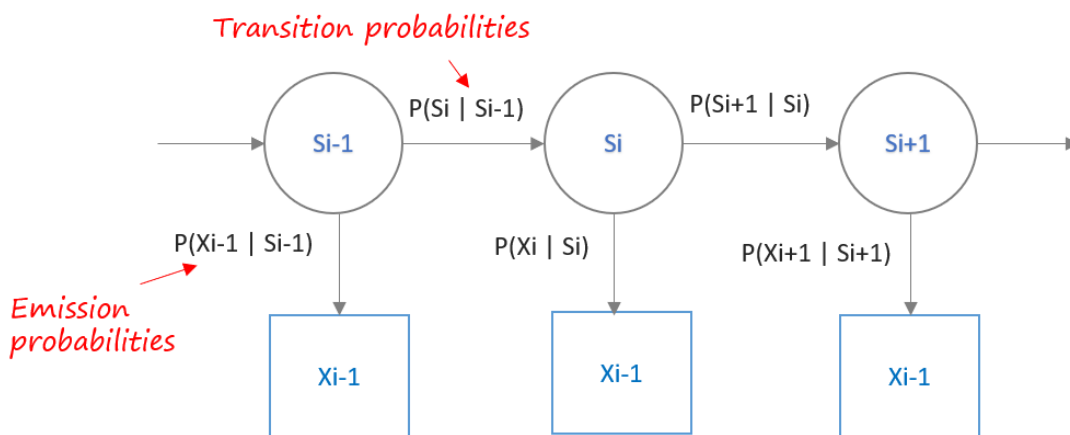 Transition probabilities
P(Si | Si-1)
P(Si+1 | Si)
Si-1
Si
Si+1
P(Xi-1 | Si-1)
P(Xi | Si)
P(Xi+1 | Si+1)
Emission
probabilities
Xi-1
Xi-1
Xi-1